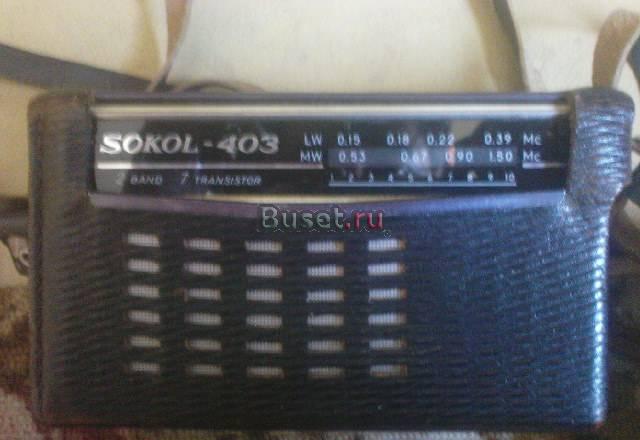 SOKOL-403 LW 0.15 0.18 0.22 0.39 Mc
MW 0.53 0.67 0.90 1.50 Mc
2 BAND 7 TRANSISTOR 1 2 3 4 5 6 7 8 9 10
Buset.ru